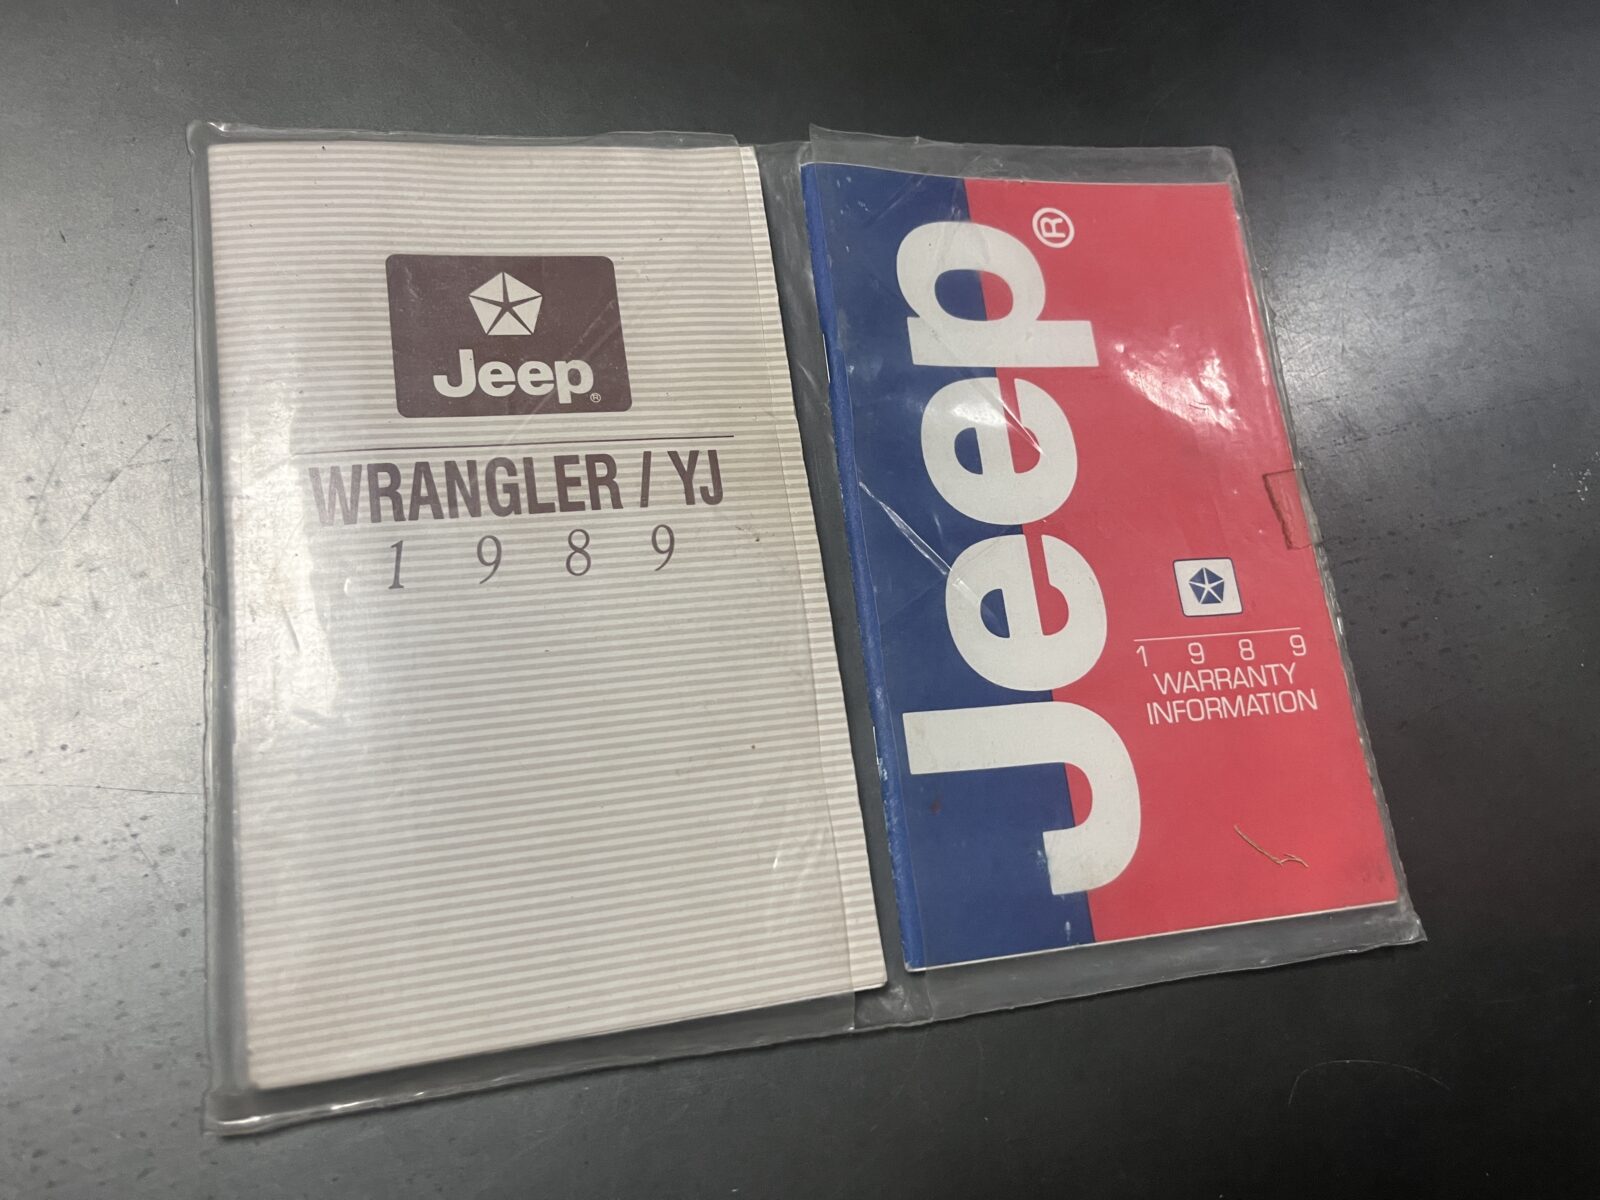 Jeep®
WRANGLER / YJ
1989
Jeep®
1989
WARRANTY
INFORMATION